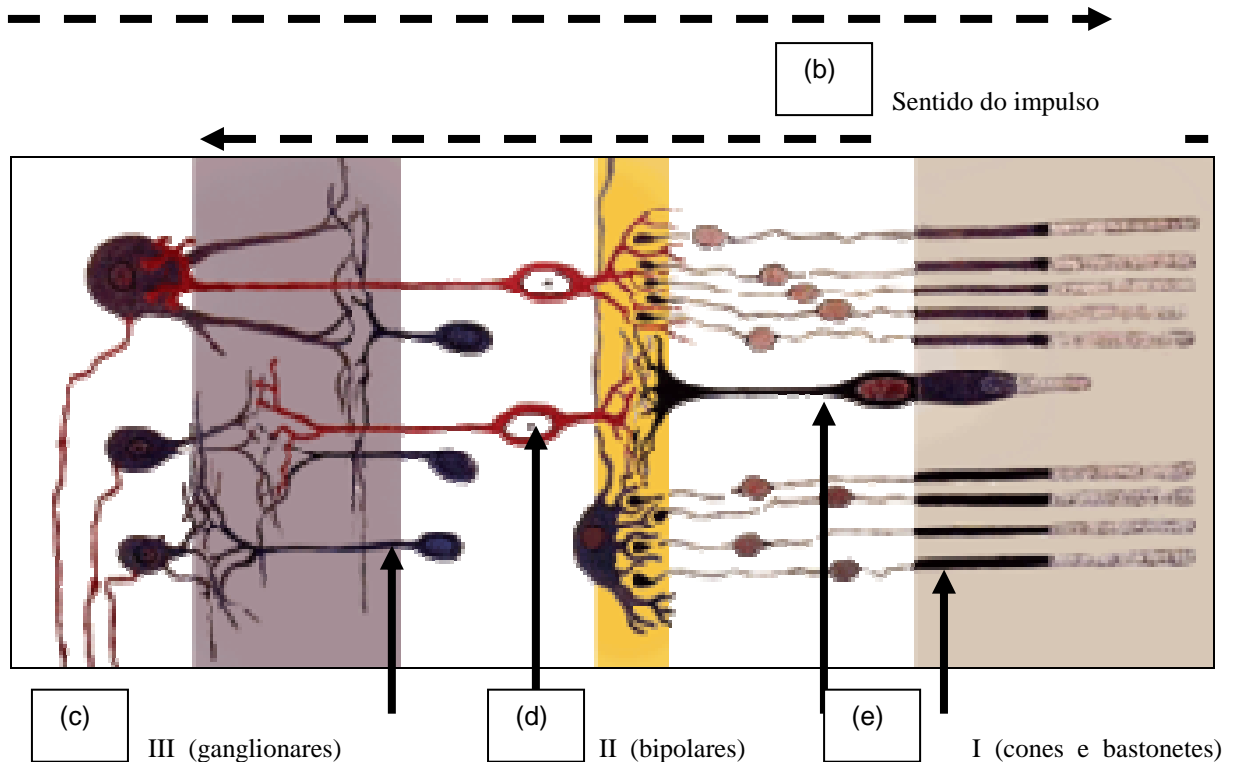 (b)
Sentido do impulso
(c)
III (ganglionares)
(d)
II (bipolares)
(e)
I (cones e bastonetes)